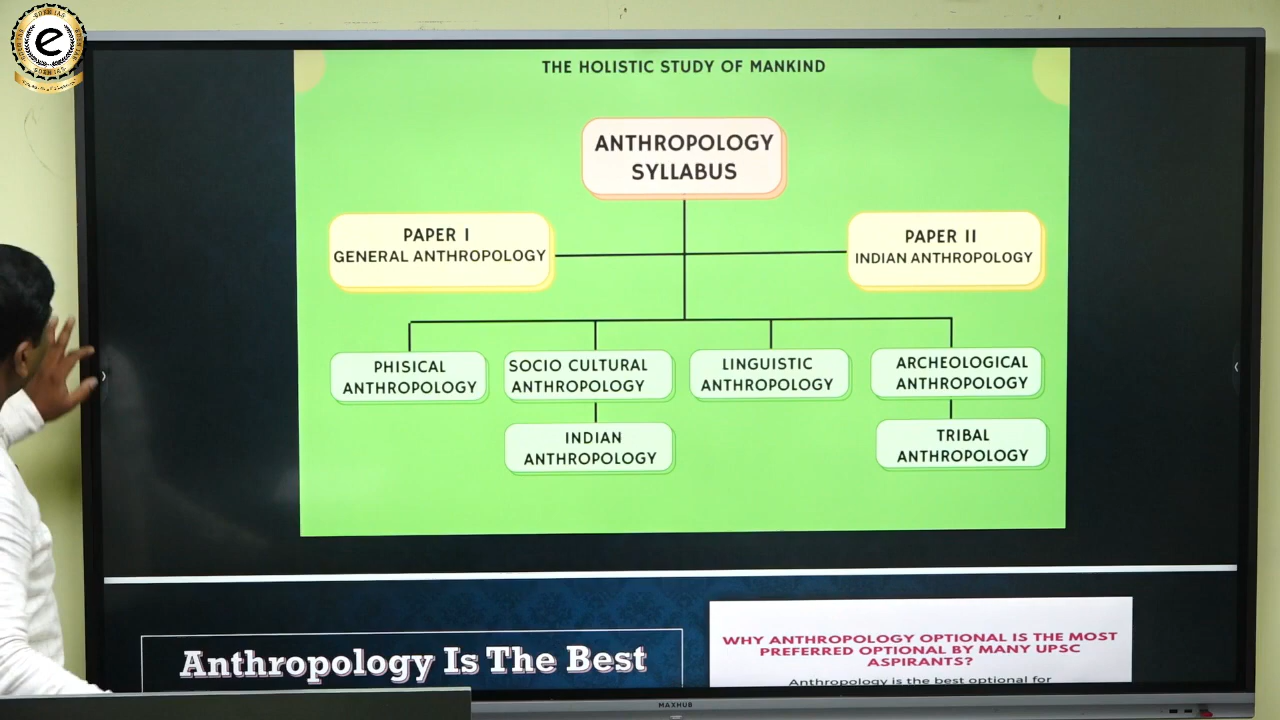 e
THE HOLISTIC STUDY OF MANKIND
ANTHROPOLOGY
SYLLABUS
PAPER I
GENERAL ANTHROPOLOGY
PAPER II
INDIAN ANTHROPOLOGY
PHISICAL
ANTHROPOLOGY
SOCIO CULTURAL
ANTHROPOLOGY
LINGUISTIC
ANTHROPOLOGY
ARCHEOLOGICAL
ANTHROPOLOGY
INDIAN
ANTHROPOLOGY
TRIBAL
ANTHROPOLOGY
Anthropology Is The Best
WHY ANTHROPOLOGY OPTIONAL IS THE MOST
PREFERRED OPTIONAL BY MANY UPSC
ASPIRANTS?
Anthropology is the best optional for
MAXHUB